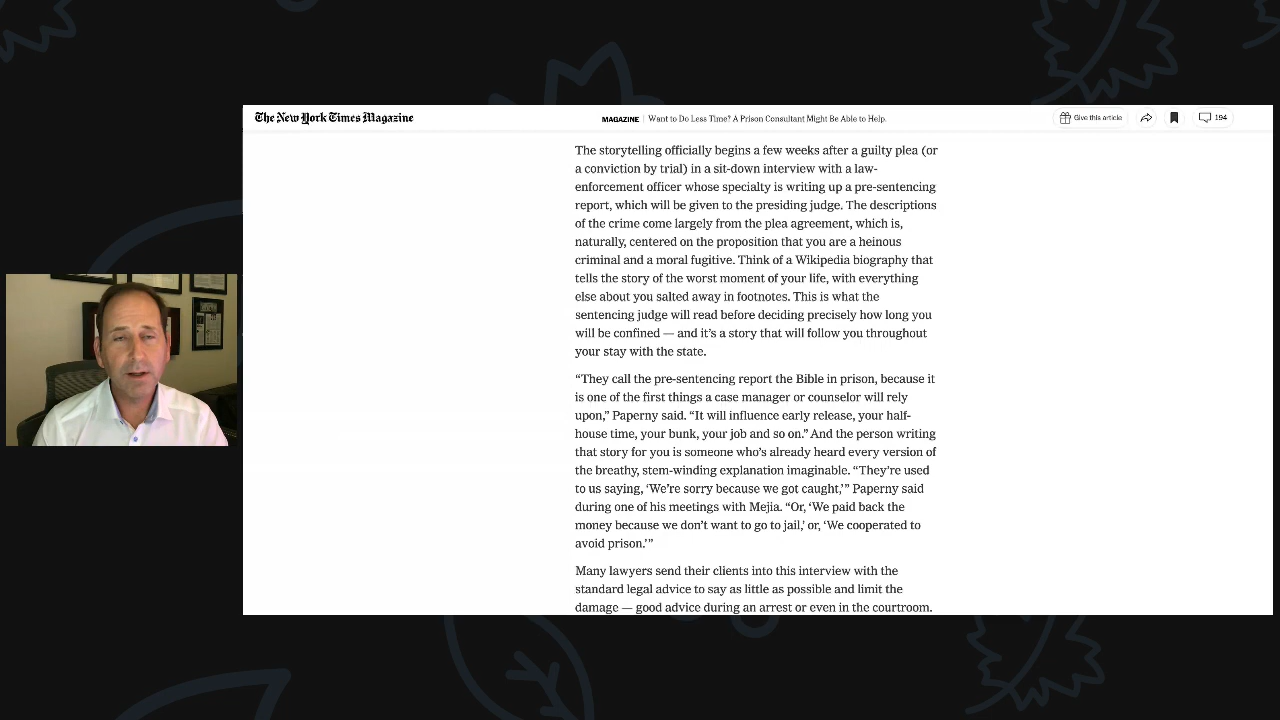 The New York Times Magazine
MAGAZINE | Want to Do Less Time? A Prison Consultant Might Be Able to Help.
Give this article
194
The storytelling officially begins a few weeks after a guilty plea (or
a conviction by trial) in a sit-down interview with a law-
enforcement officer whose specialty is writing up a pre-sentencing
report, which will be given to the presiding judge. The descriptions
of the crime come largely from the plea agreement, which is,
naturally, centered on the proposition that you are a heinous
criminal and a moral fugitive. Think of a Wikipedia biography that
tells the story of the worst moment of your life, with everything
else about you salted away in footnotes. This is what the
sentencing judge will read before deciding precisely how long you
will be confined — and it’s a story that will follow you throughout
your stay with the state.
“They call the pre-sentencing report the Bible in prison, because it
is one of the first things a case manager or counselor will rely
upon,” Paperny said. “It will influence early release, your half-
house time, your bunk, your job and so on.” And the person writing
that story for you is someone who’s already heard every version of
the breathy, stem-winding explanation imaginable. “They’re used
to us saying, ‘We’re sorry because we got caught,’” Paperny said
during one of his meetings with Mejia. “Or, ‘We paid back the
money because we don’t want to go to jail,’ or, ‘We cooperated to
avoid prison.’”
Many lawyers send their clients into this interview with the
standard legal advice to say as little as possible and limit the
damage — good advice during an arrest or even in the courtroom.